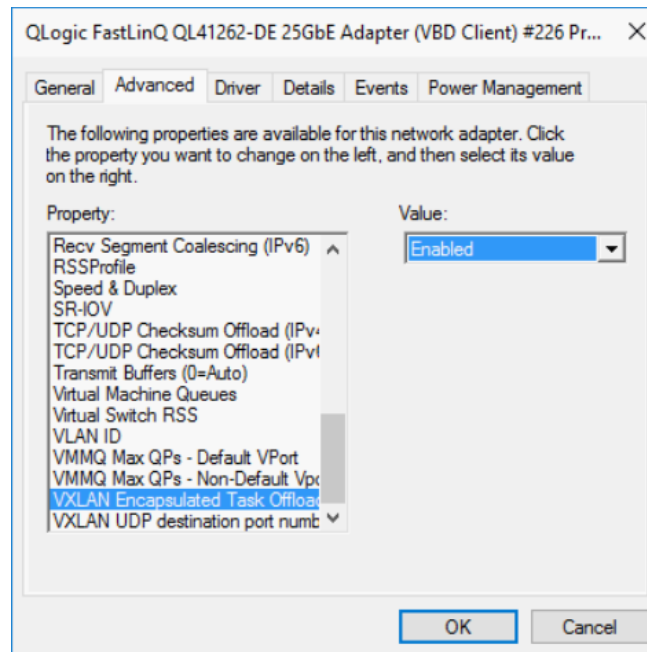 QLogic FastLinQ QL41262-DE 25GbE Adapter (VBD Client) #226 Pr...
General Advanced Driver Details Events Power Management
The following properties are available for this network adapter. Click
the property you want to change on the left, and then select its value
on the right.
Property:
Value:
Recv Segment Coalescing (IPv6)
RSSProfile
Speed & Duplex
SR-IOV
TCP/UDP Checksum Offload (IPv4
TCP/UDP Checksum Offload (IPv6
Transmit Buffers (0=Auto)
Virtual Machine Queues
Virtual Switch RSS
VLAN ID
VMMQ Max QPs - Default VPort
VMMQ Max QPs - Non-Default Vpo
VXLAN Encapsulated Task Offload
VXLAN UDP destination port numb
Enabled
OK
Cancel